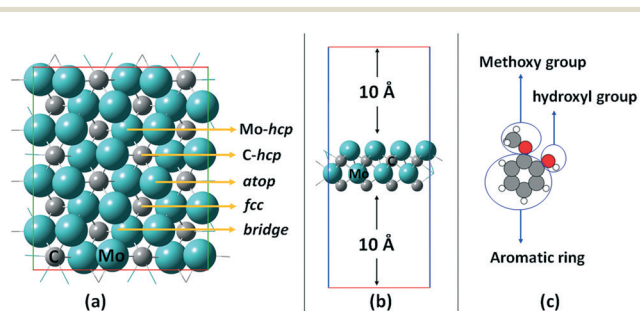 Mo-hcp
C-hcp
atop
fcc
bridge
C
Mo
(a)
10 Å
C
Mo
10 Å
(b)
Methoxy group
hydroxyl group
Aromatic ring
(c)